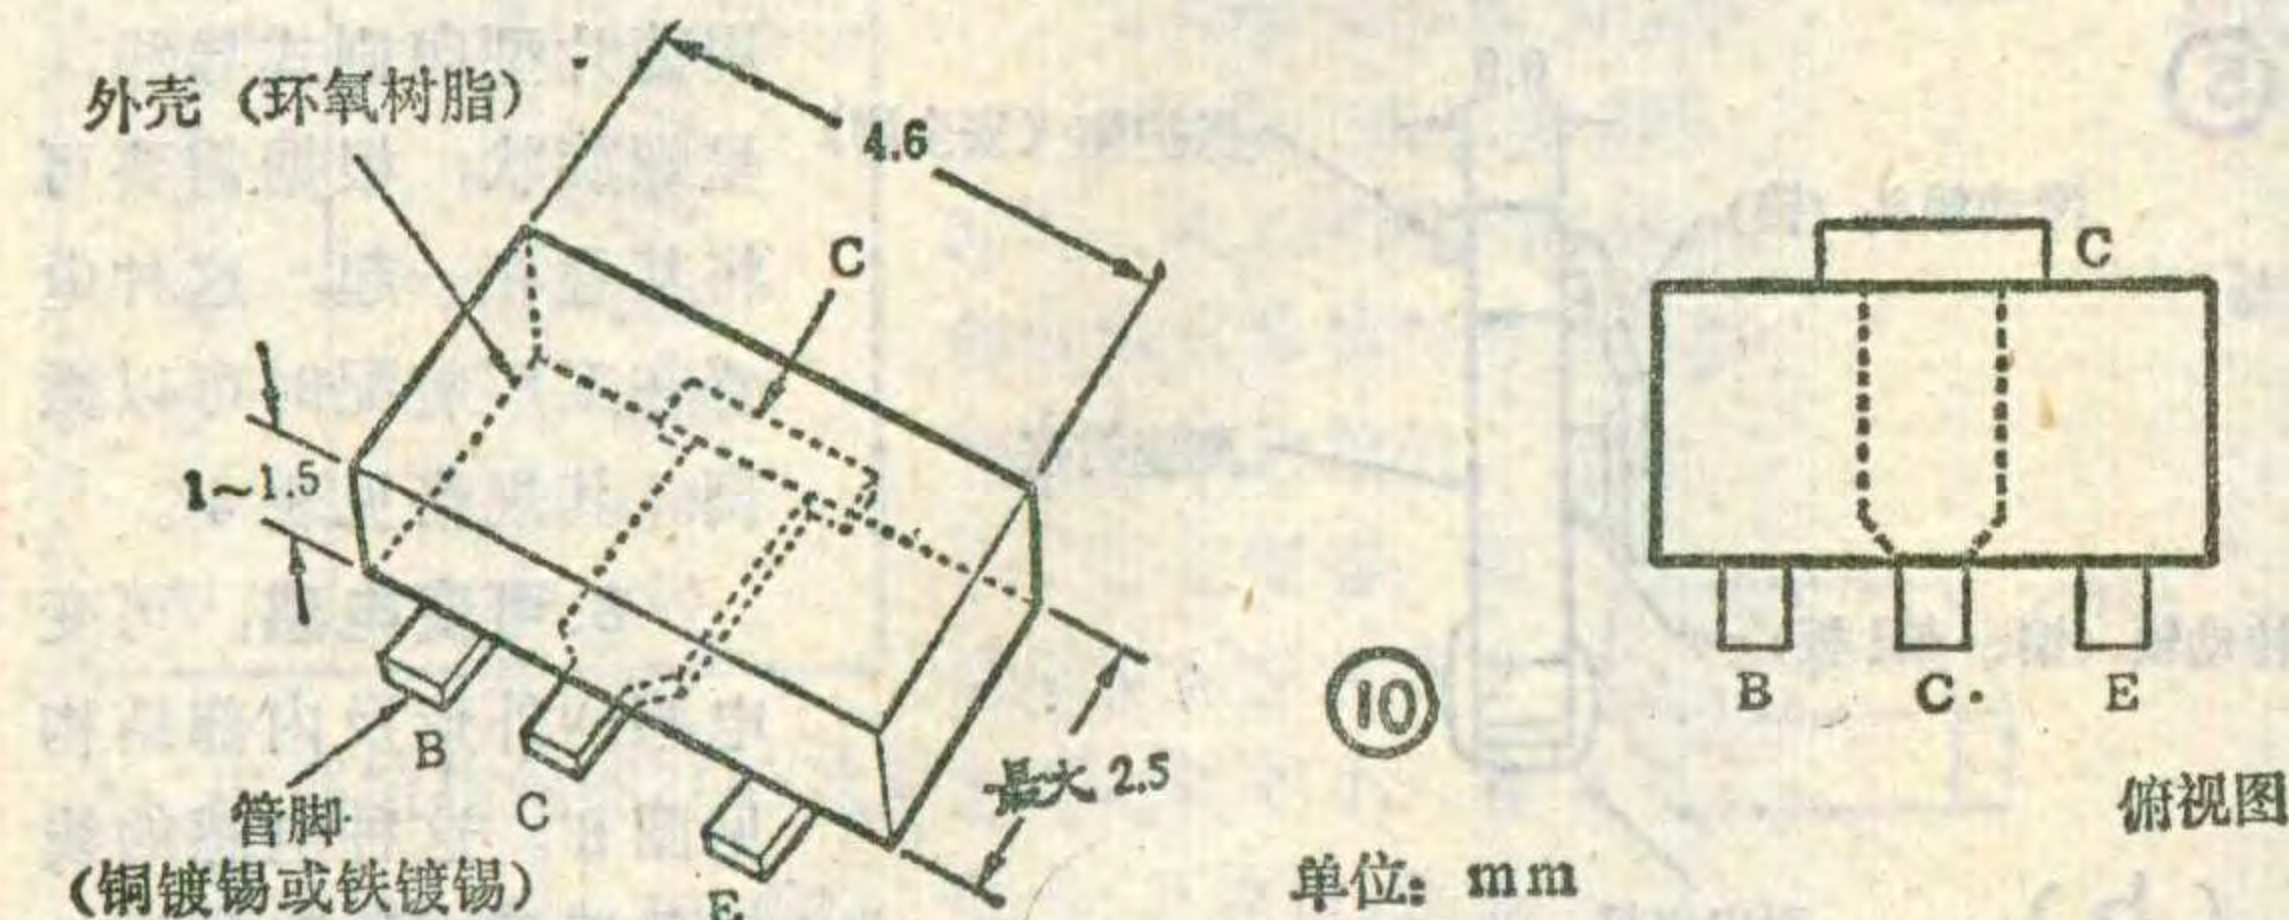 外壳（环氧树脂）
4.6
C
1～1.5
B
C
E
管脚
（铜镀锡或铁镀锡）
最大 2.5
⑩
单位：mm
C
B
C.
E
俯视图